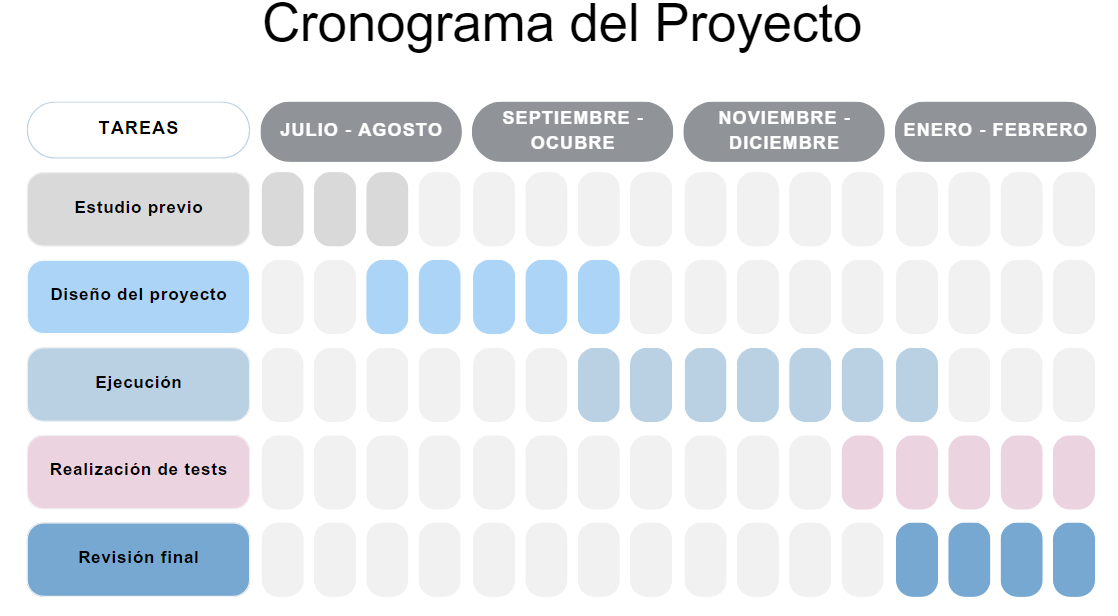 Cronograma del Proyecto
TAREAS
JULIO - AGOSTO
SEPTIEMBRE -
OCUBRE
NOVIEMBRE -
DICIEMBRE
ENERO - FEBRERO
Estudio previo
Diseño del proyecto
Ejecución
Realización de tests
Revisión final